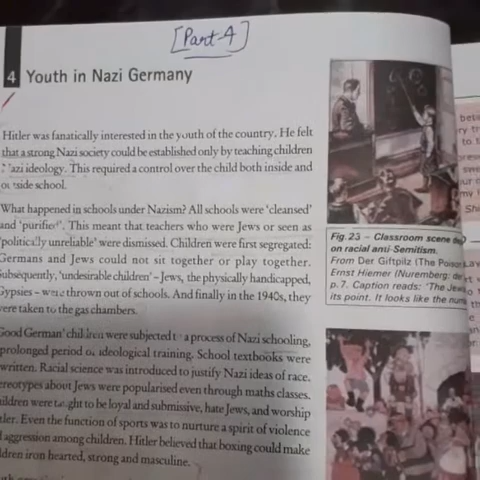 [Part-4]
4 Youth in Nazi Germany
Hitler was fanatically interested in the youth of the country. He felt
that a strong Nazi society could be established only by teaching children
Nazi ideology. This required a control over the child both inside and
outside school.
What happened in schools under Nazism? All schools were 'cleansed'
and 'purified'. This meant that teachers who were Jews or seen as
'politically unreliable' were dismissed. Children were first segregated:
Germans and Jews could not sit together or play together.
Subsequently, 'undesirable children' – Jews, the physically handicapped,
Gypsies – were thrown out of schools. And finally in the 1940s, they
were taken to the gas chambers.
Good German' children were subjected to a process of Nazi schooling,
prolonged period of ideological training. School textbooks were
written. Racial science was introduced to justify Nazi ideas of race.
ereotypes about Jews were popularised even through maths classes.
ildren were taught to be loyal and submissive, hate Jews, and worship
tler. Even the function of sports was to nurture a spirit of violence
d aggression among children. Hitler believed that boxing could make
ldren iron hearted, strong and masculine.
Fig.23 – Classroom scene
on racial anti-Semitism.
From Der Giftpilz (The Poison
Ernst Hiemer (Nuremberg: de
p.7. Caption reads: 'The Jew
its point. It looks like the num